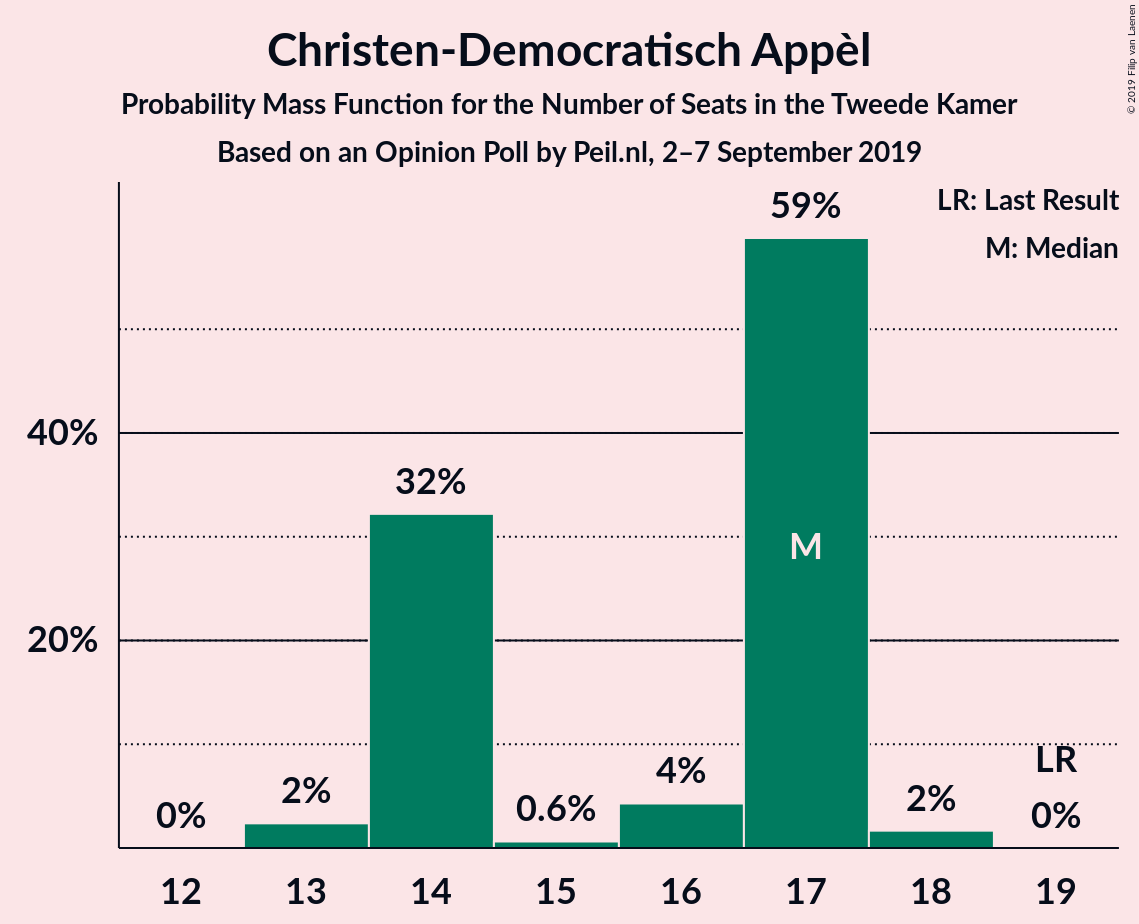 Christen-Democratisch Appèl
Probability Mass Function for the Number of Seats in the Tweede Kamer
Based on an Opinion Poll by Peil.nl, 2–7 September 2019
© 2019 Filip van Laenen
LR: Last Result
M: Median
59%
40%
32%
M
20%
LR
4%
2%
2%
0.6%
0%
0%
12 13 14 15 16 17 18 19